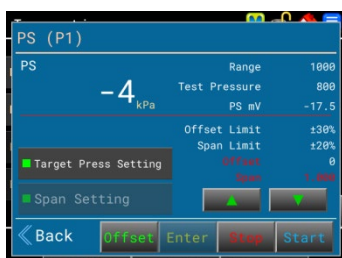 PS (P1)
PS
-4 kPa
Range 1000
Test Pressure 800
PS mV -17.5
Offset Limit ±30%
Span Limit ±20%
Offset 0
Span 1.000
Target Press Setting
Span Setting
Back Offset Enter Stop Start